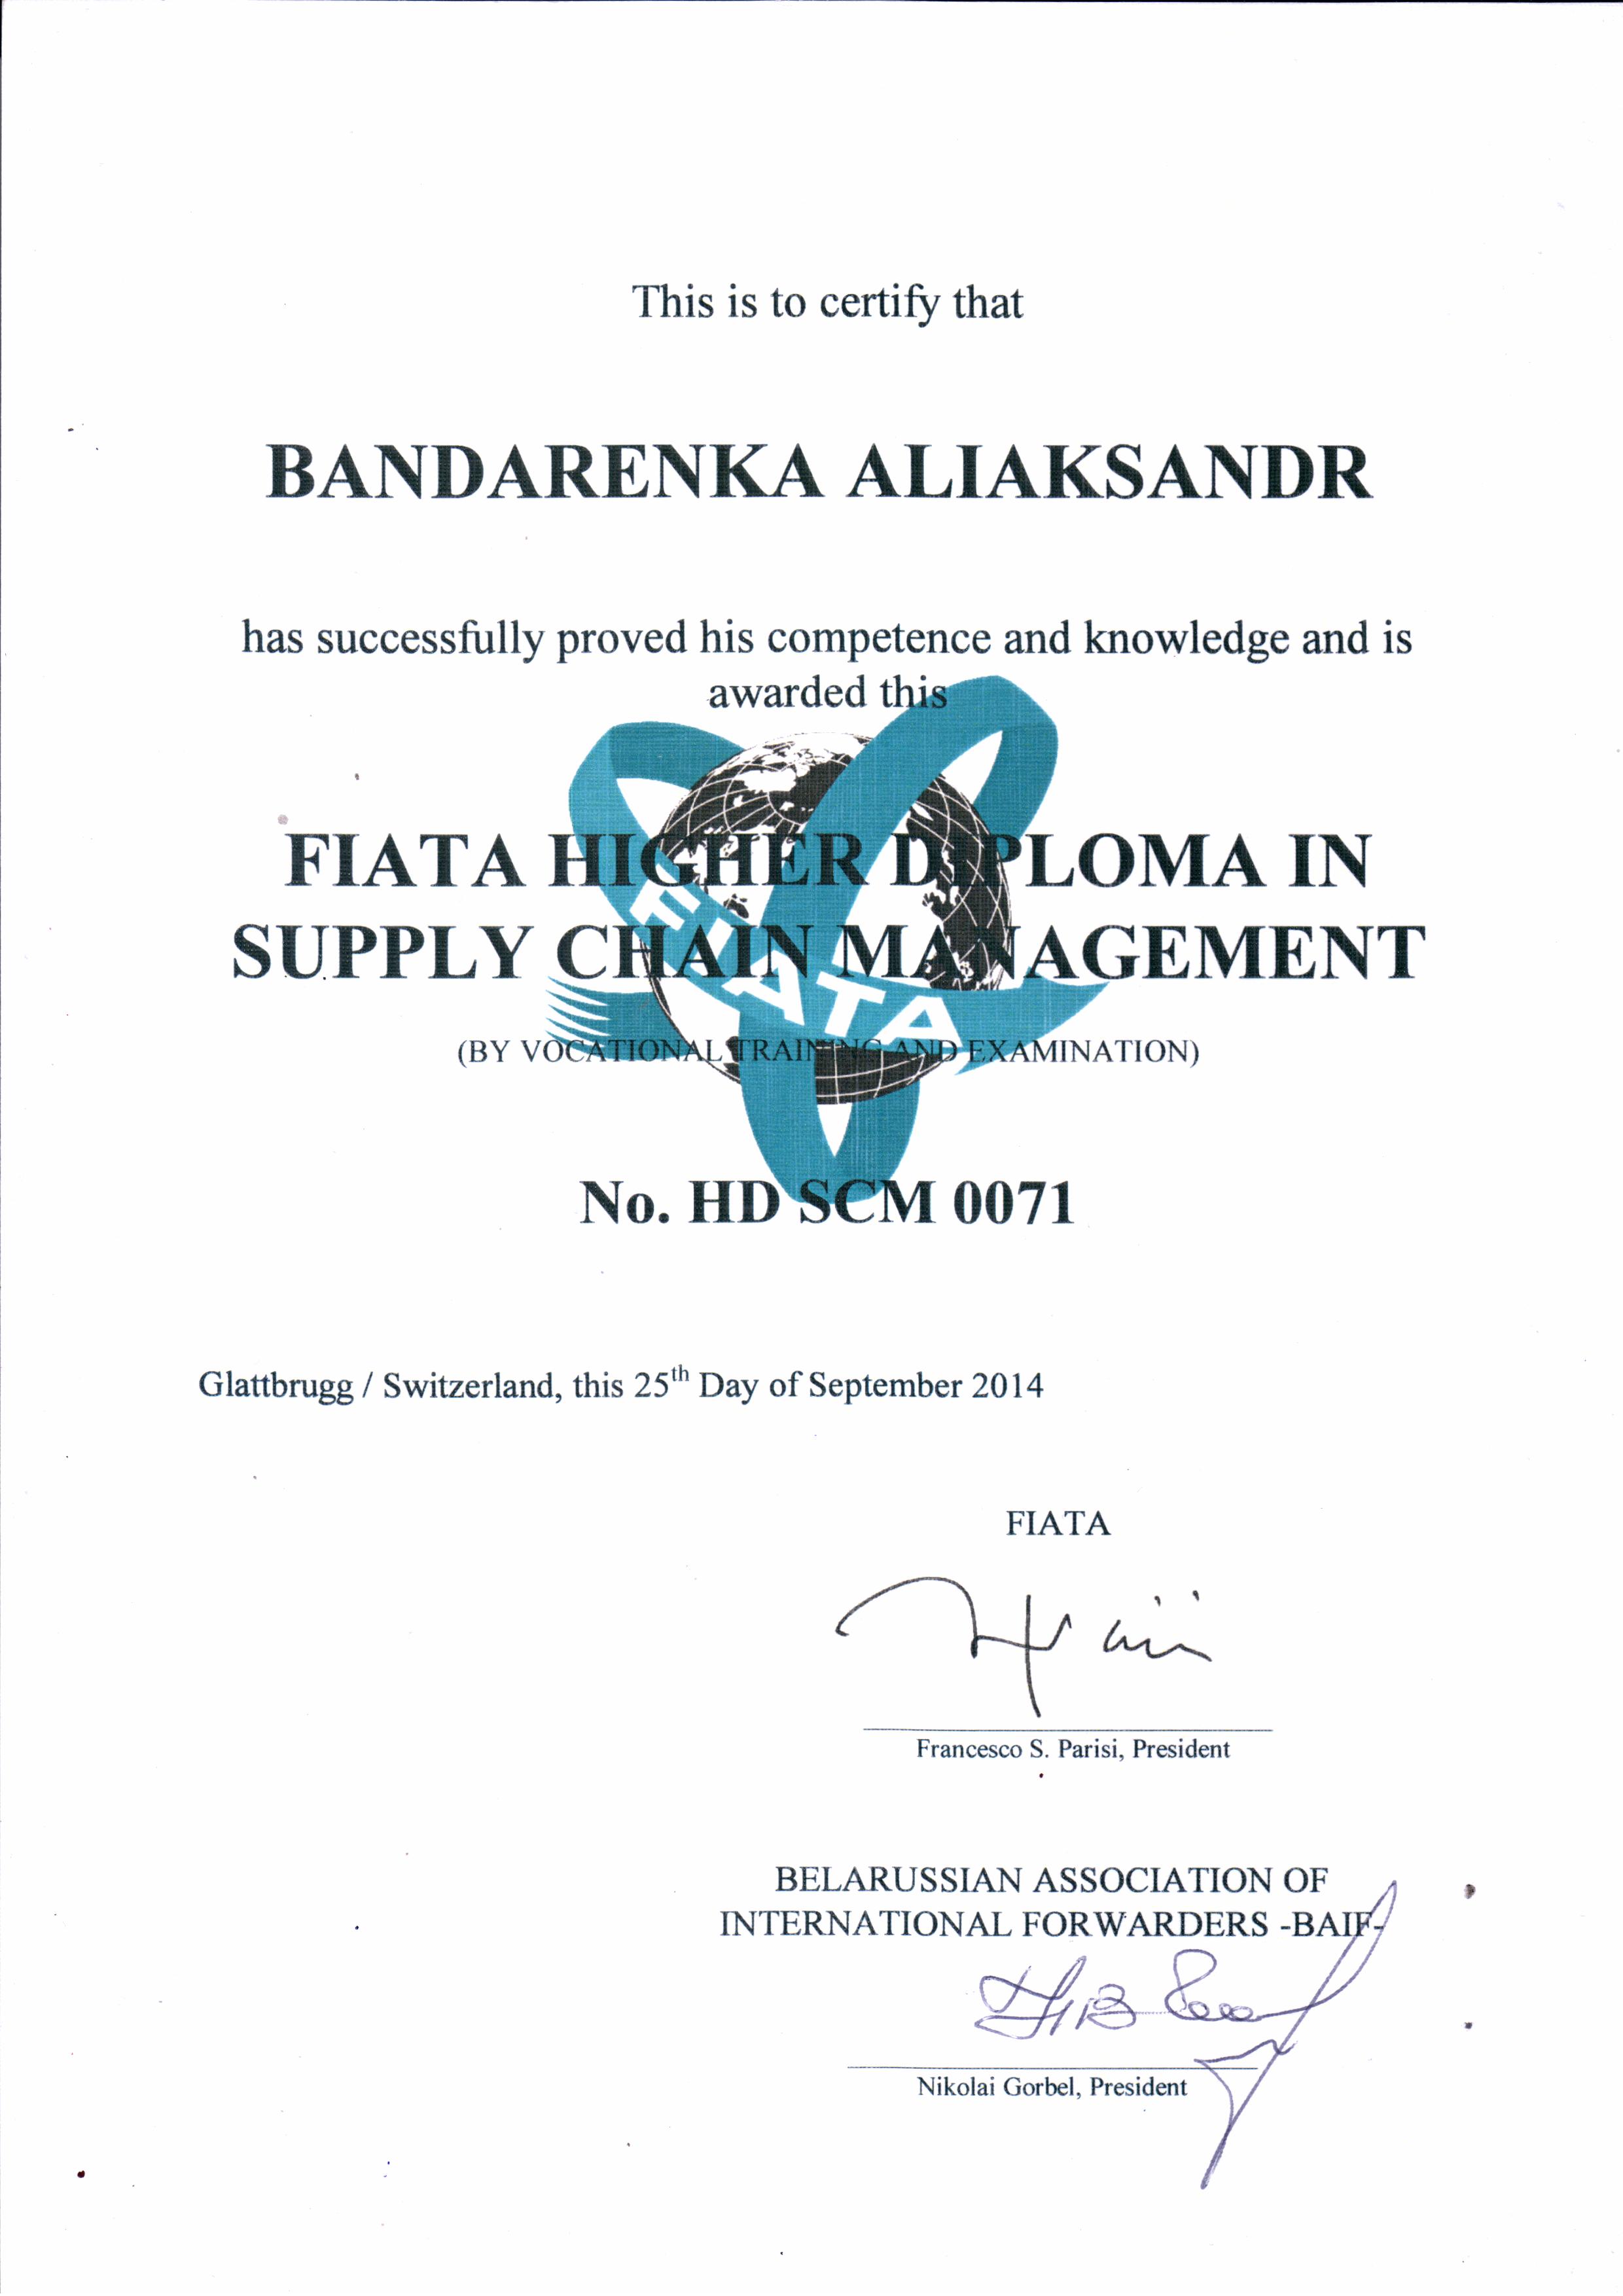 This is to certify that
BANDARENKA ALIAKSANDR
has successfully proved his competence and knowledge and is
awarded this
FIATA HIGHER DIPLOMA IN
SUPPLY CHAIN MANAGEMENT
FIATA
(BY VOCATIONAL TRAINING AND EXAMINATION)
No. HD SCM 0071
Glattbrugg / Switzerland, this 25th Day of September 2014
FIATA
Francesco S. Parisi, President
BELARUSSIAN ASSOCIATION OF
INTERNATIONAL FORWARDERS -BAIF-
Nikolai Gorbel, President